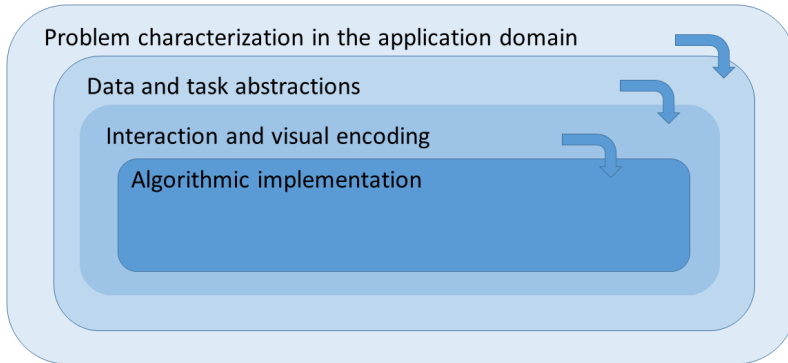 Problem characterization in the application domain
Data and task abstractions
Interaction and visual encoding
Algorithmic implementation